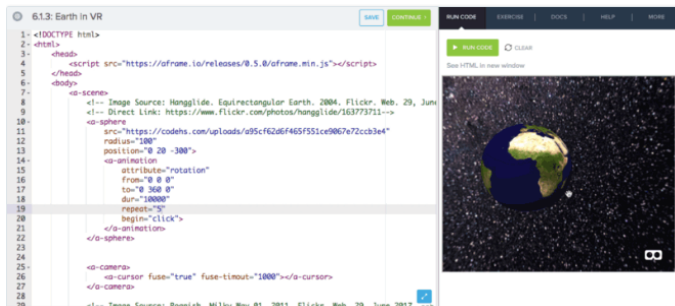 6.1.3: Earth in VR
SAVE
CONTINUE
RUN CODE
EXERCISE
DOCS
HELP
MORE
RUN CODE
CLEAR
See HTML in new window
1 <!DOCTYPE html>
2 <html>
3 <head>
4 <script src="https://aframe.io/releases/0.5.0/aframe.min.js"></script>
5 </head>
6 <body>
7 <a-scene>
8 <!-- Image Source: Hangglide. Equirectangular Earth. 2004. Flickr. Web. 29, June
9 <!-- Direct Link: https://www.flickr.com/photos/hangglide/163773711-->
10 <a-sphere
11 src="https://codehs.com/uploads/a95cf62d6f465f551ce9067e72ccb3e4"
12 radius="100"
13 position="0 20 -300">
14 <a-animation
15 attribute="rotation"
16 from="0 0 0"
17 to="0 360 0"
18 dur="10000"
19 repeat="5"
20 begin="click">
21 </a-animation>
22 </a-sphere>
23
24
25 <a-camera>
26 <a-cursor fuse="true" fuse-timout="1000"></a-cursor>
27 </a-camera>
28